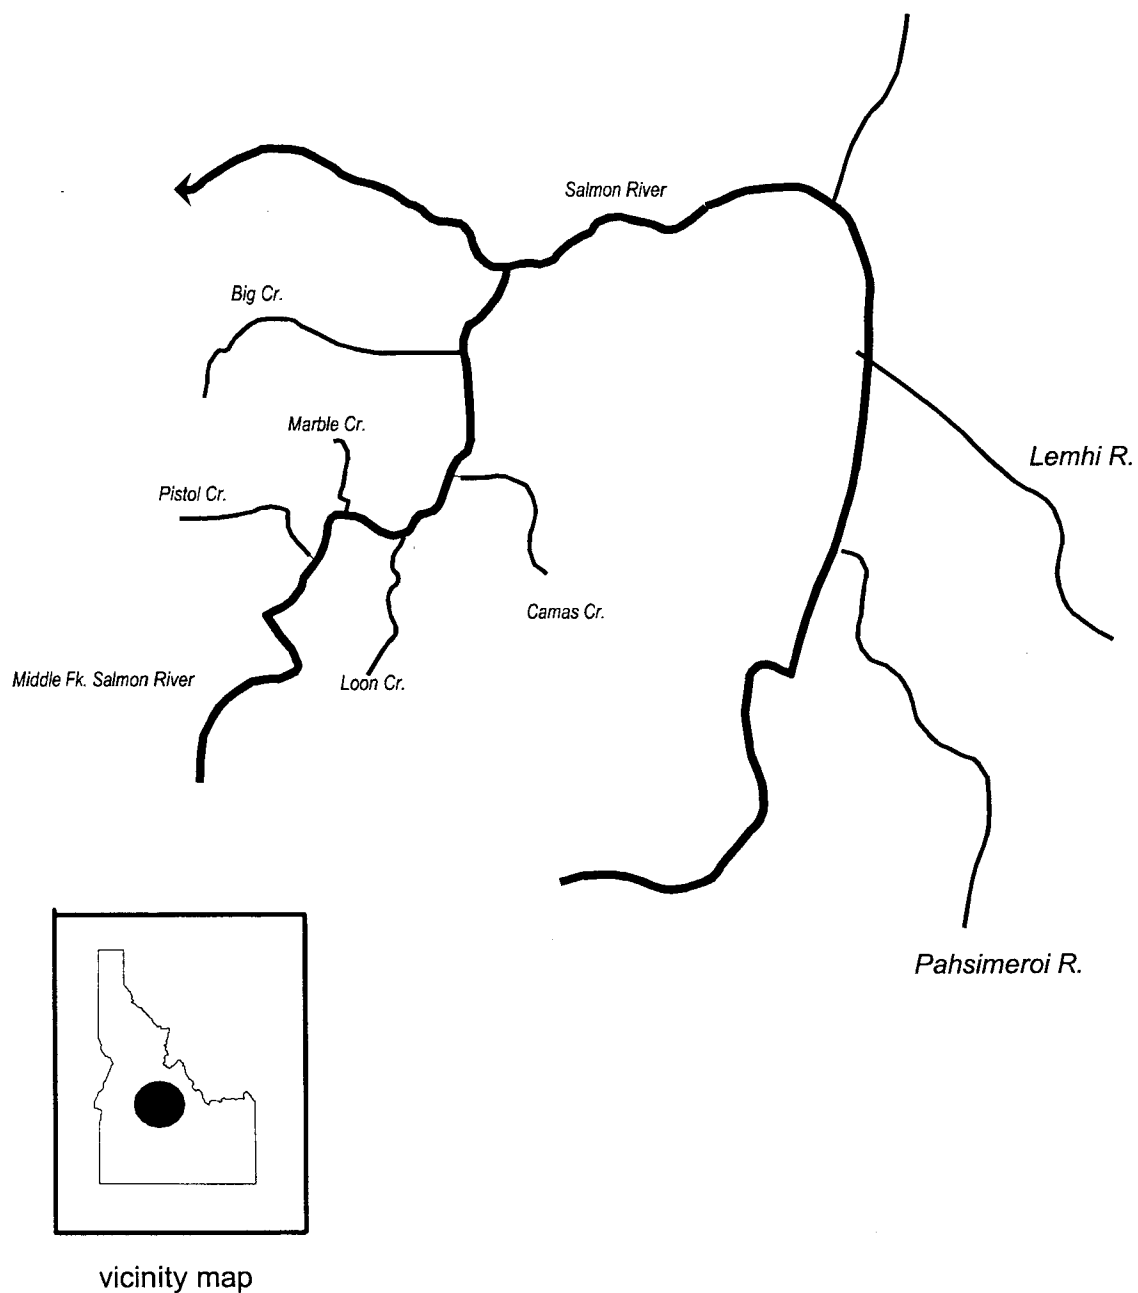 Salmon River
Big Cr.
Marble Cr.
Lemhi R.
Pistol Cr.
Camas Cr.
Middle Fk. Salmon River
Loon Cr.
Pahsimeroi R.
vicinity map